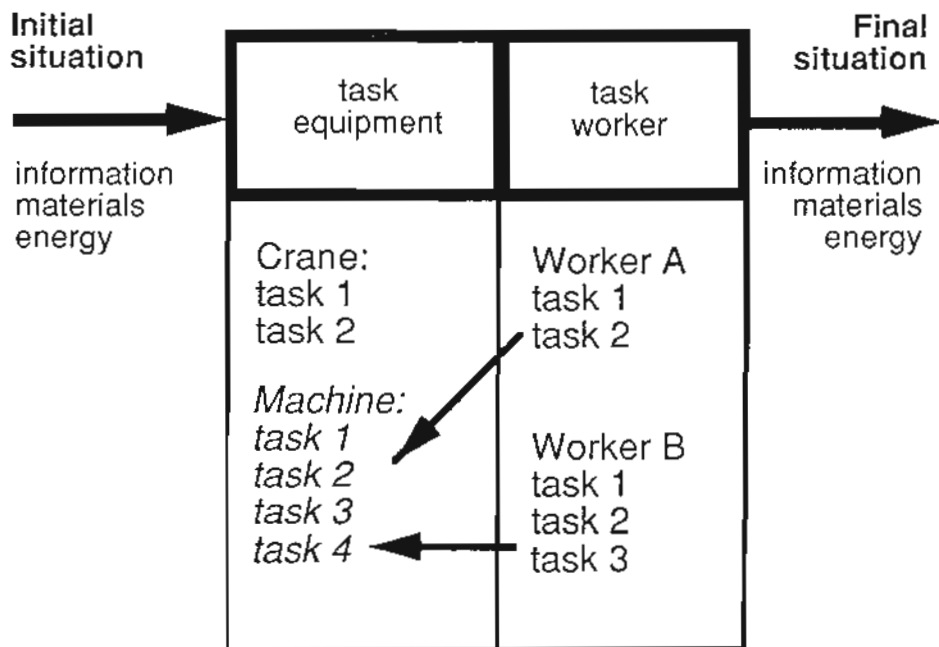 Initial
situation
information
materials
energy
task
equipment
task
worker
Final
situation
information
materials
energy
Crane:
task 1
task 2
Machine:
task 1
task 2
task 3
task 4
Worker A
task 1
task 2
Worker B
task 1
task 2
task 3